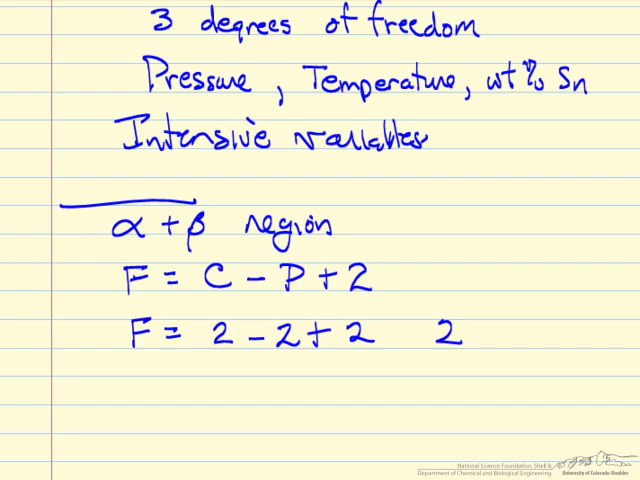 3 degrees of freedom
Pressure, Temperature, wt% Sn
Intensive variables
α + β region
F = C - P + 2
F = 2 - 2 + 2 2
National Science Foundation, Shell &
Department of Chemical and Biological Engineering
University of Colorado-Boulder